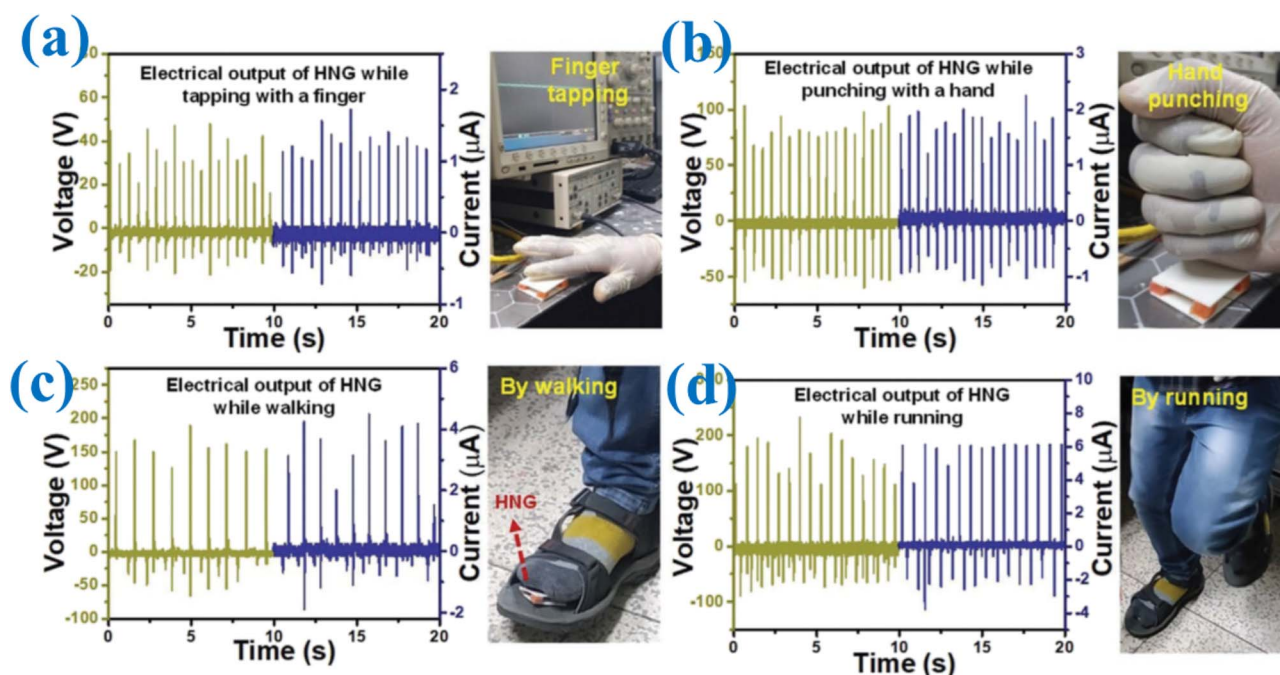 (a)
Electrical output of HNG while
tapping with a finger
Voltage (V)
60
40
20
0
-20
Current (μA)
2
1
0
-1
0
5
10
15
20
Time (s)
Finger
tapping
(b)
Electrical output of HNG while
punching with a hand
Voltage (V)
150
100
50
0
-50
Current (μA)
3
2
1
0
-1
0
5
10
15
20
Time (s)
Hand
punching
(c)
Electrical output of HNG
while walking
Voltage (V)
250
200
150
100
50
0
-50
-100
Current (μA)
6
4
2
0
-2
0
5
10
15
20
Time (s)
By walking
HNG
(d)
Electrical output of HNG
while running
Voltage (V)
200
100
0
-100
Current (μA)
10
8
6
4
2
0
-2
-4
0
5
10
15
20
Time (s)
By running